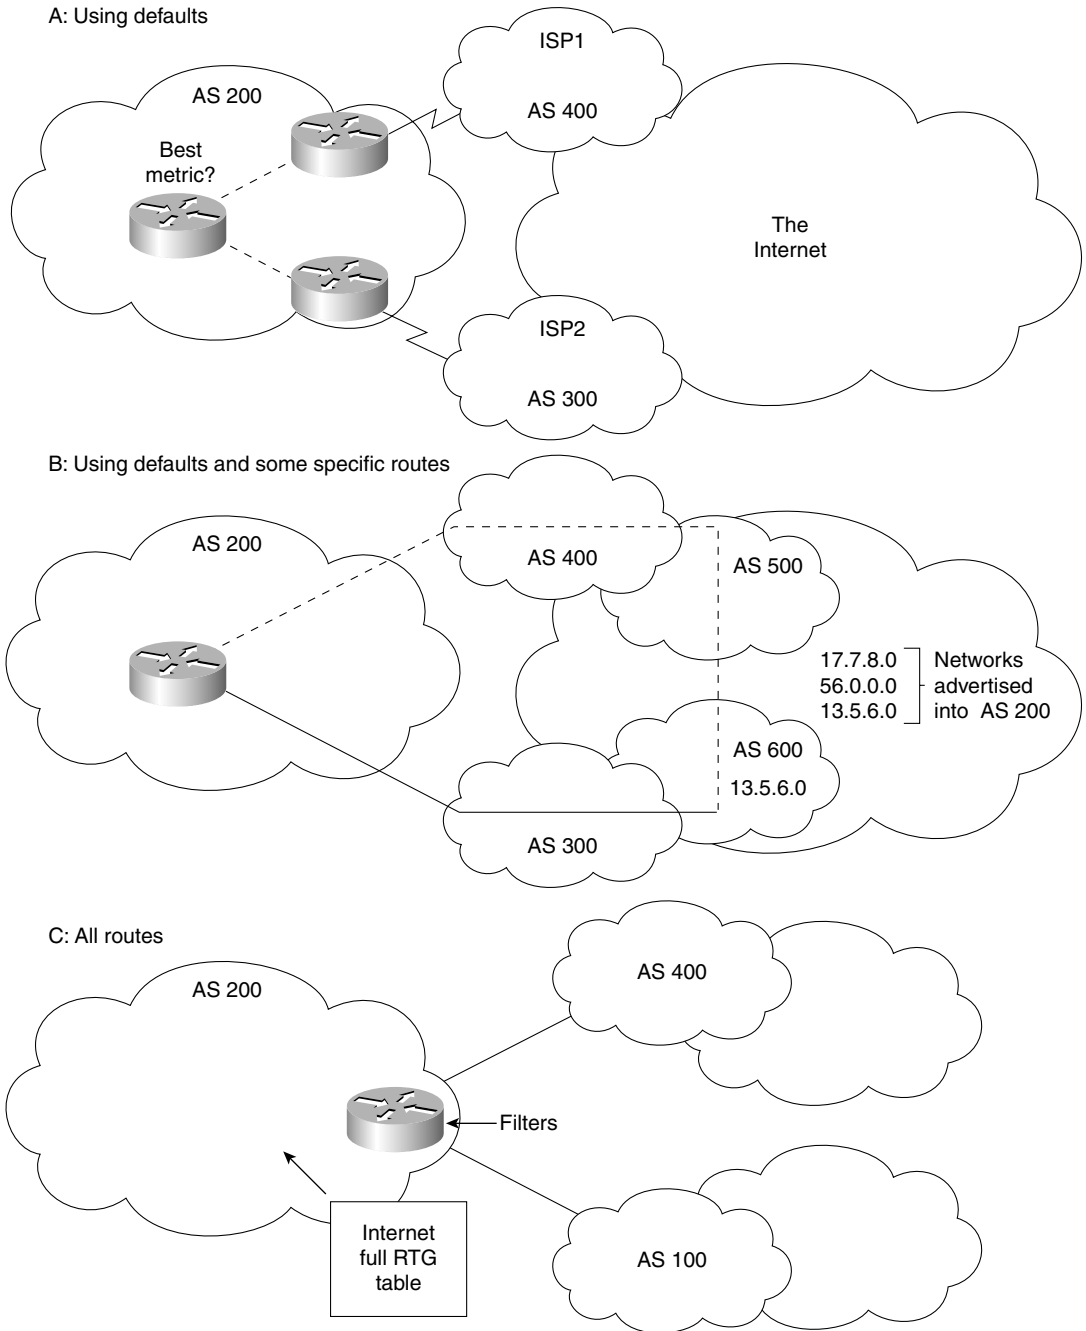 A: Using defaults
ISP1
AS 200
AS 400
Best
metric?
The
Internet
ISP2
AS 300
B: Using defaults and some specific routes
AS 200
AS 400
AS 500
17.7.8.0
56.0.0.0
13.5.6.0
Networks
advertised
into AS 200
AS 600
13.5.6.0
AS 300
C: All routes
AS 400
AS 200
Filters
Internet
full RTG
table
AS 100